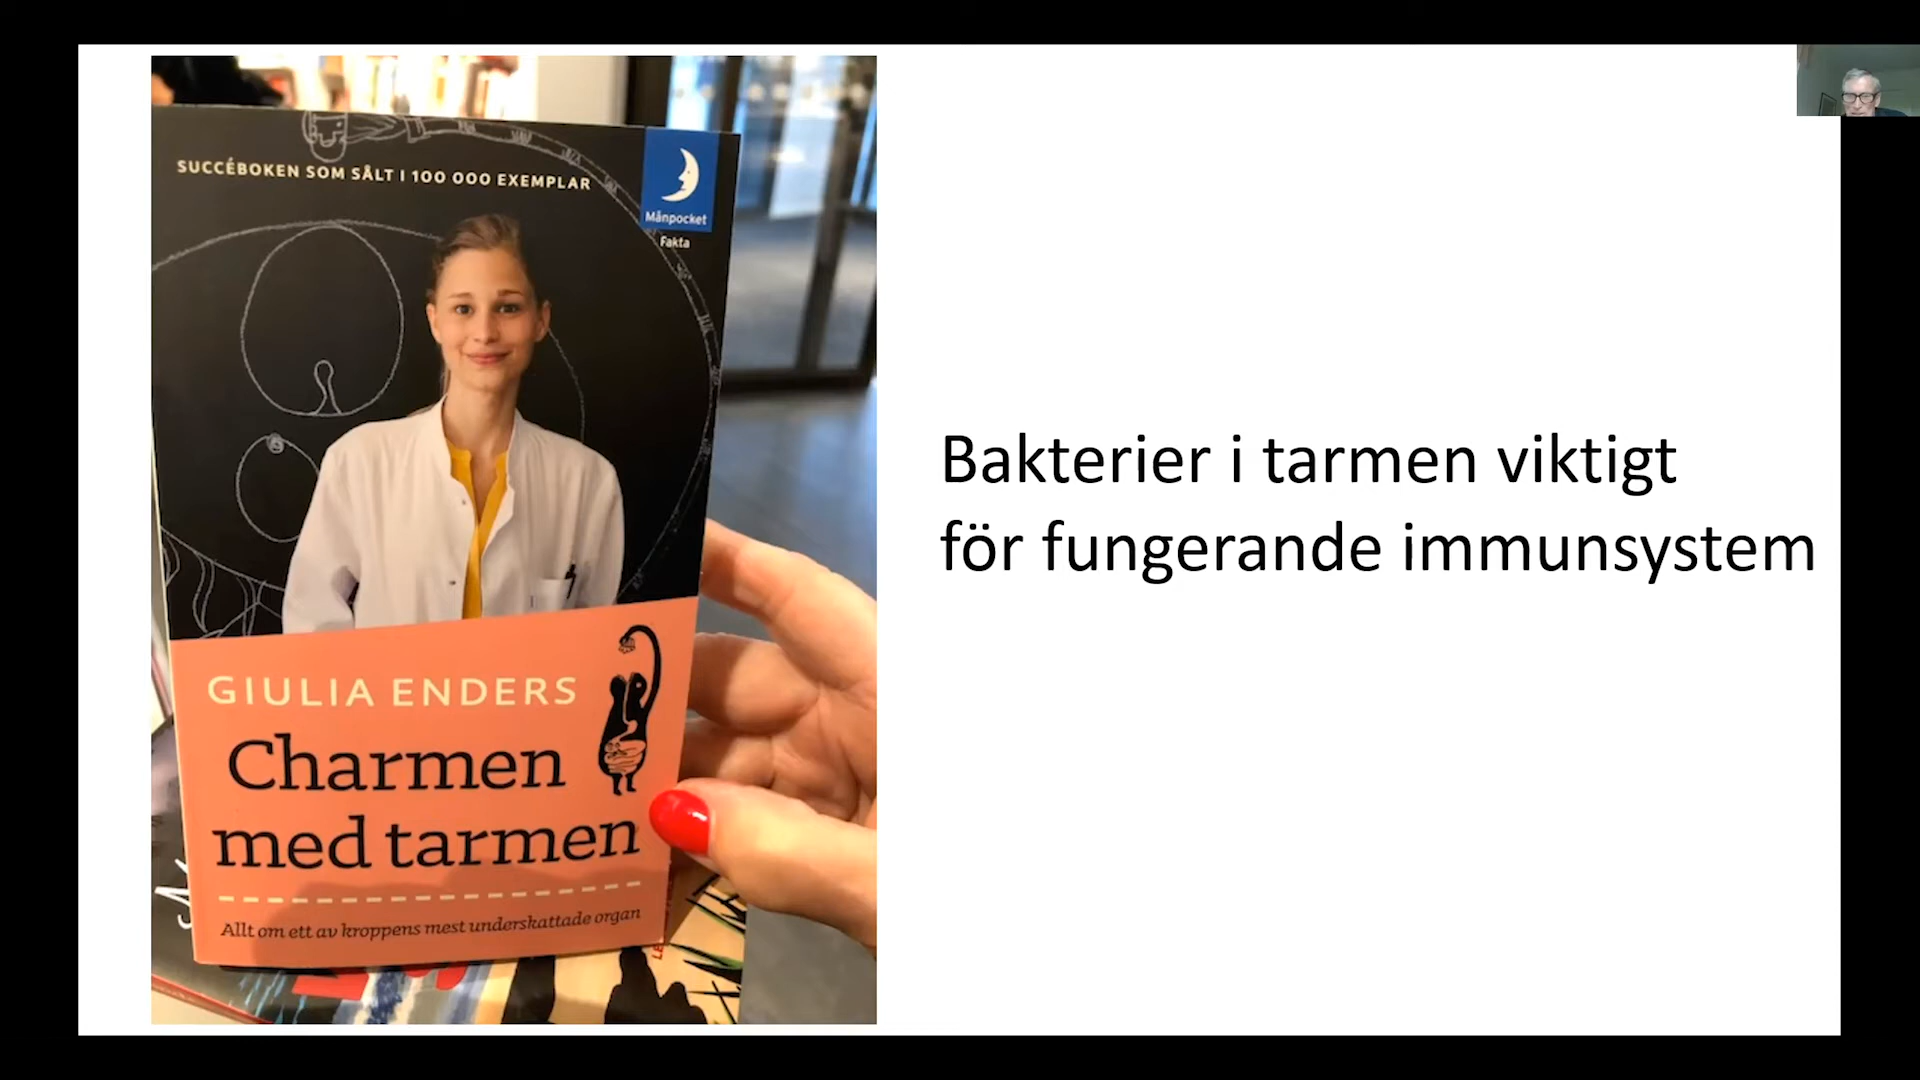 SUCCÉBOKEN SOM SÅLT I 100 000 EXEMPLAR
Månpocket
Fakta
GIULIA ENDERS
Charmen
med tarmen
Allt om ett av kroppens mest underskattade organ
Bakterier i tarmen viktigt
för fungerande immunsystem